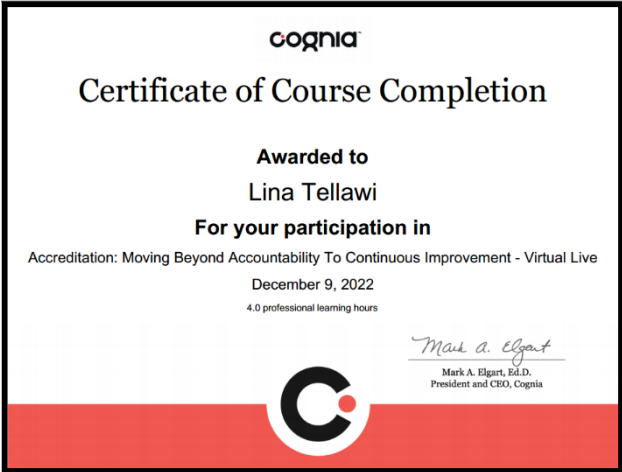 cognia
Certificate of Course Completion
Awarded to
Lina Tellawi
For your participation in
Accreditation: Moving Beyond Accountability To Continuous Improvement - Virtual Live
December 9, 2022
4.0 professional learning hours
Mark A. Elgart
Mark A. Elgart, Ed.D.
President and CEO, Cognia